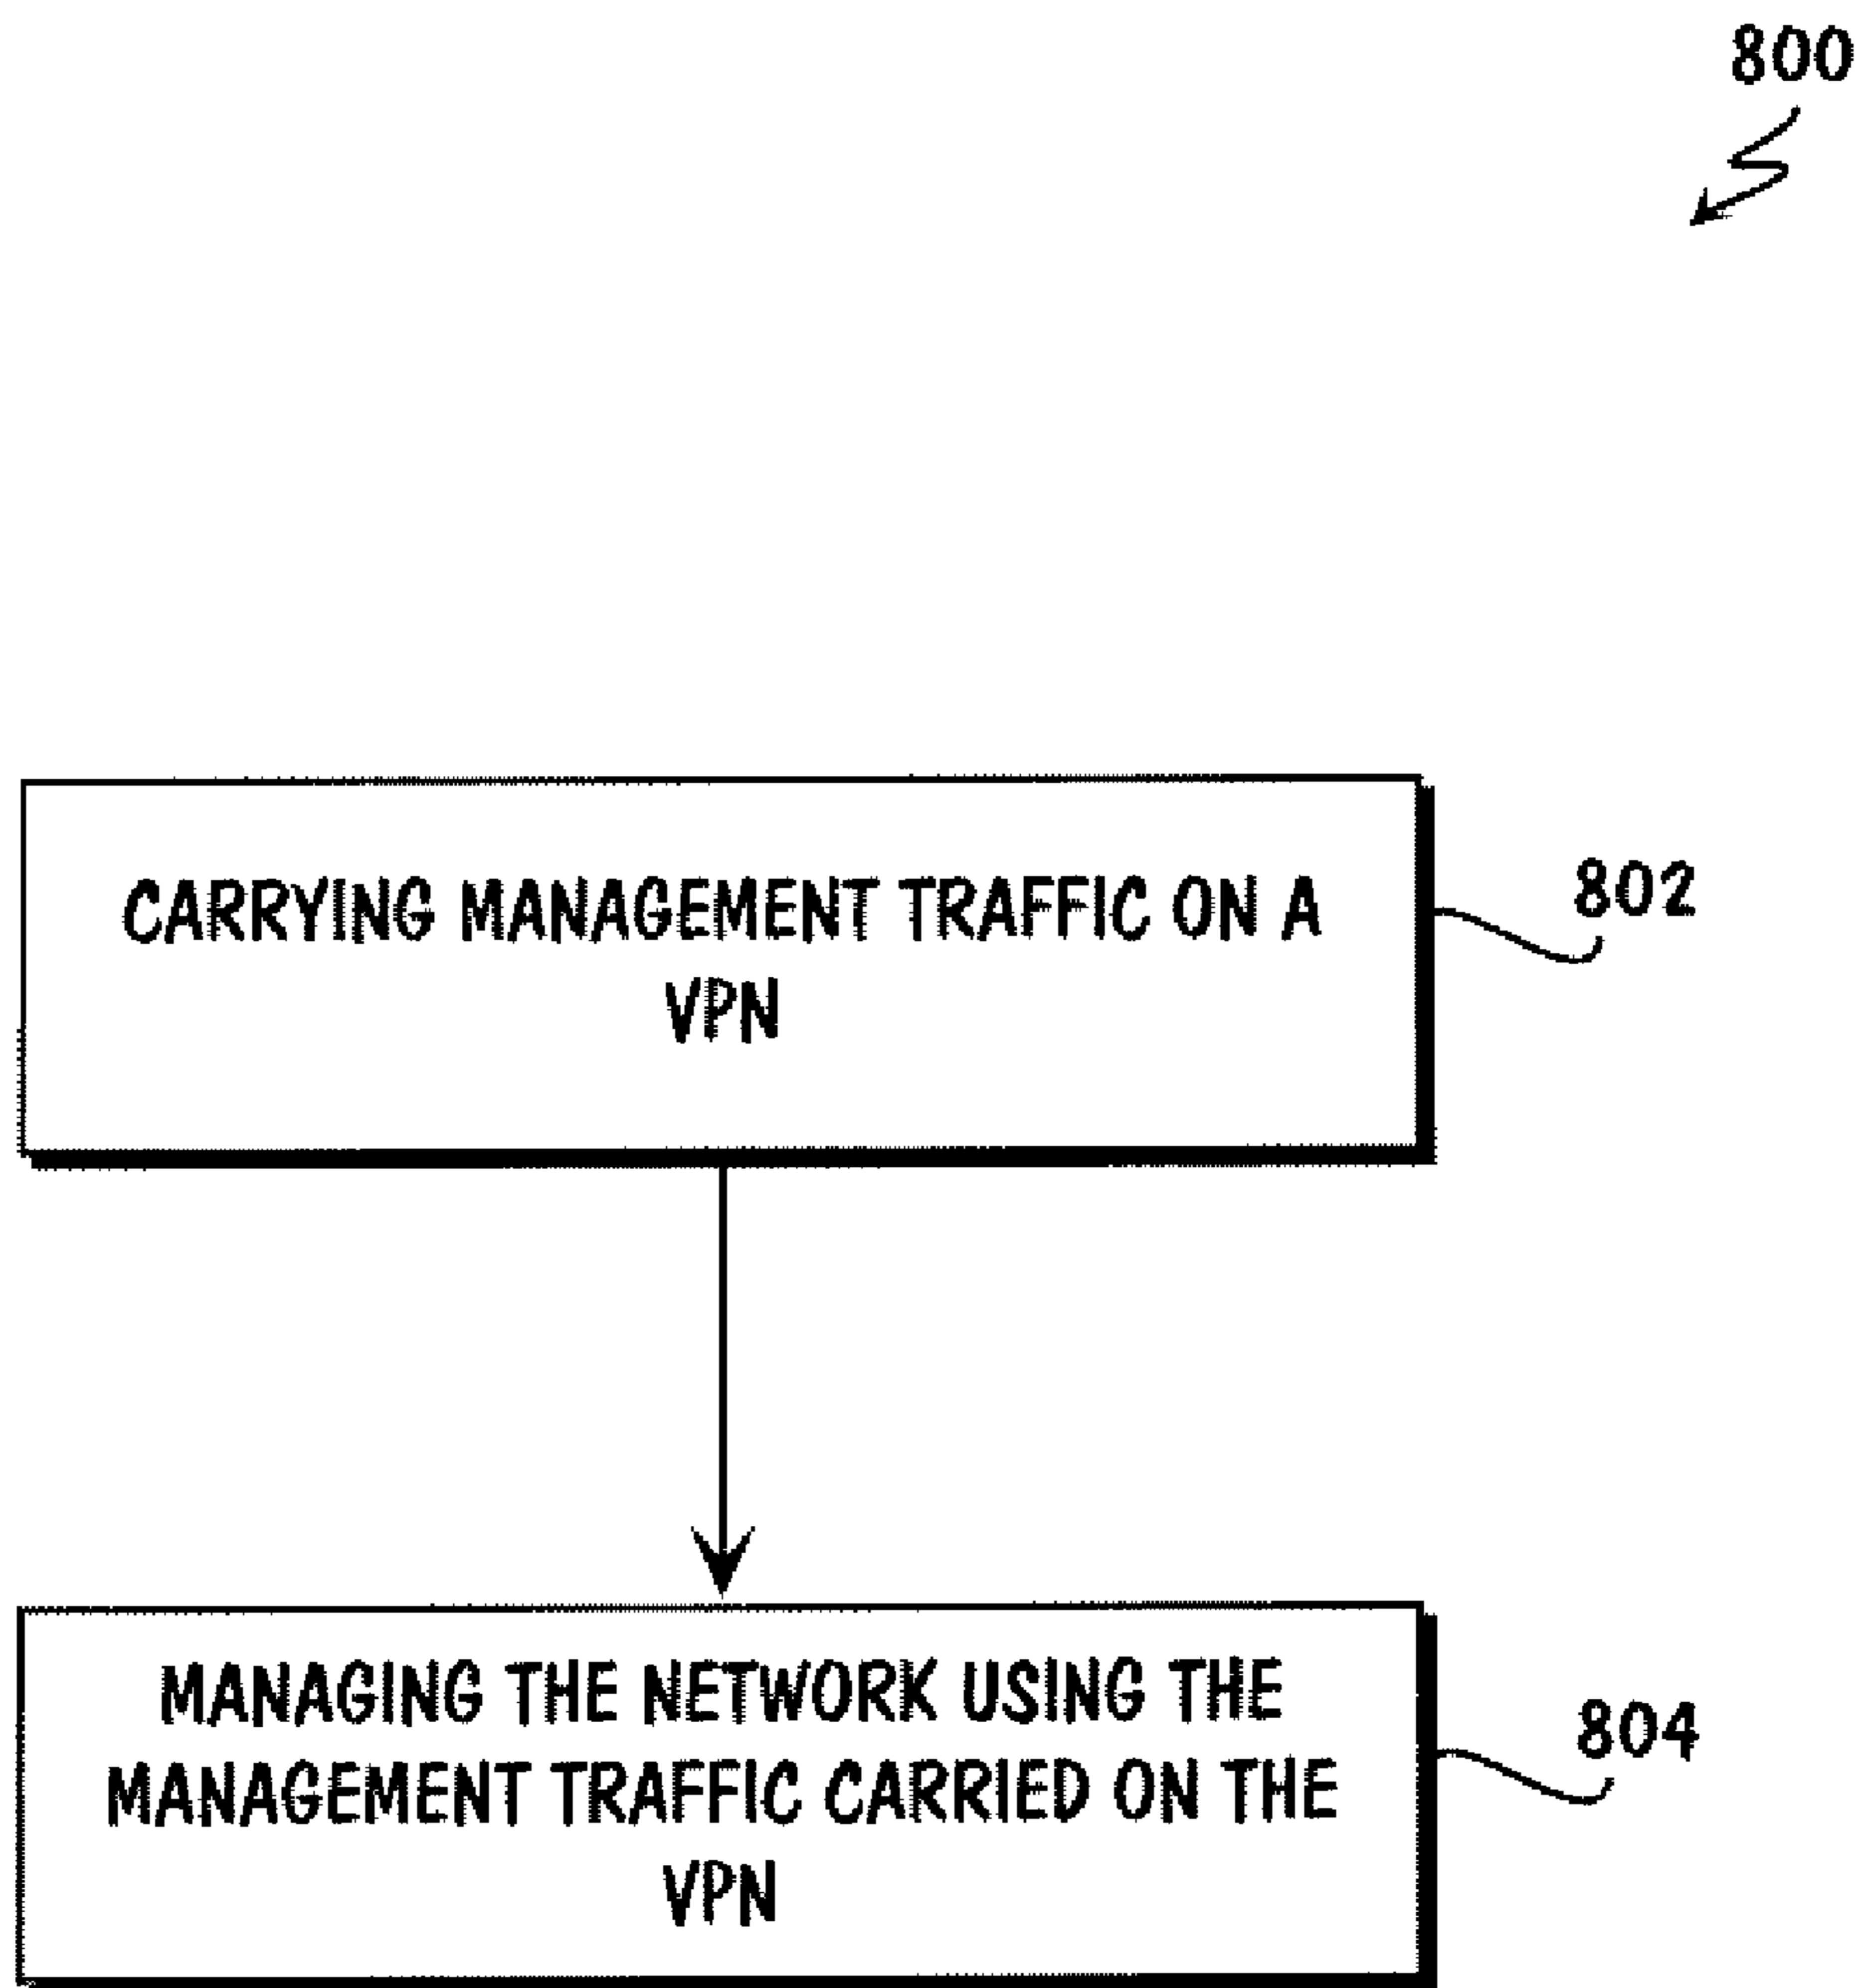 800
CARRYING MANAGEMENT TRAFFIC ON A
VPN
802
MANAGING THE NETWORK USING THE
MANAGEMENT TRAFFIC CARRIED ON THE
VPN
804